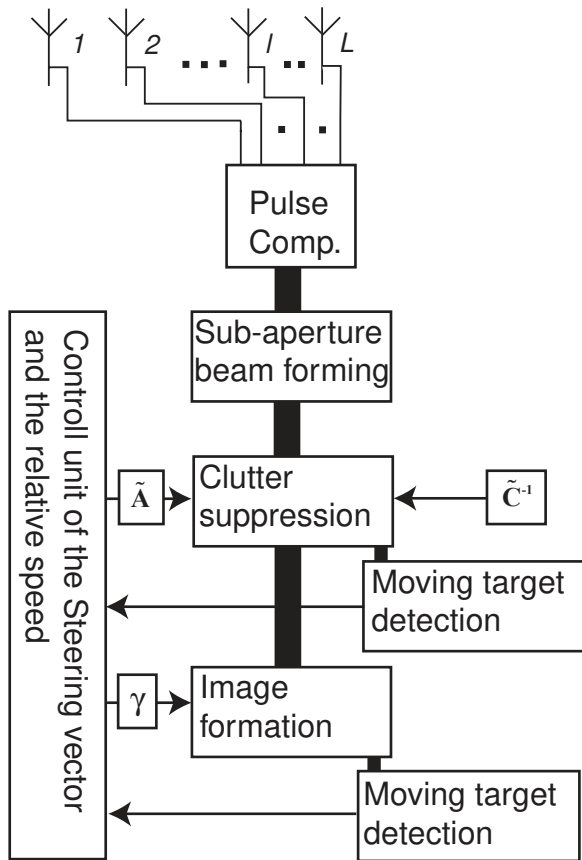 1 2 l L
Pulse
Comp.
Sub-aperture
beam forming
Controll unit of the Steering vector
and the relative speed
Ã
Clutter
suppression
C̃⁻¹
Moving target
detection
γ
Image
formation
Moving target
detection